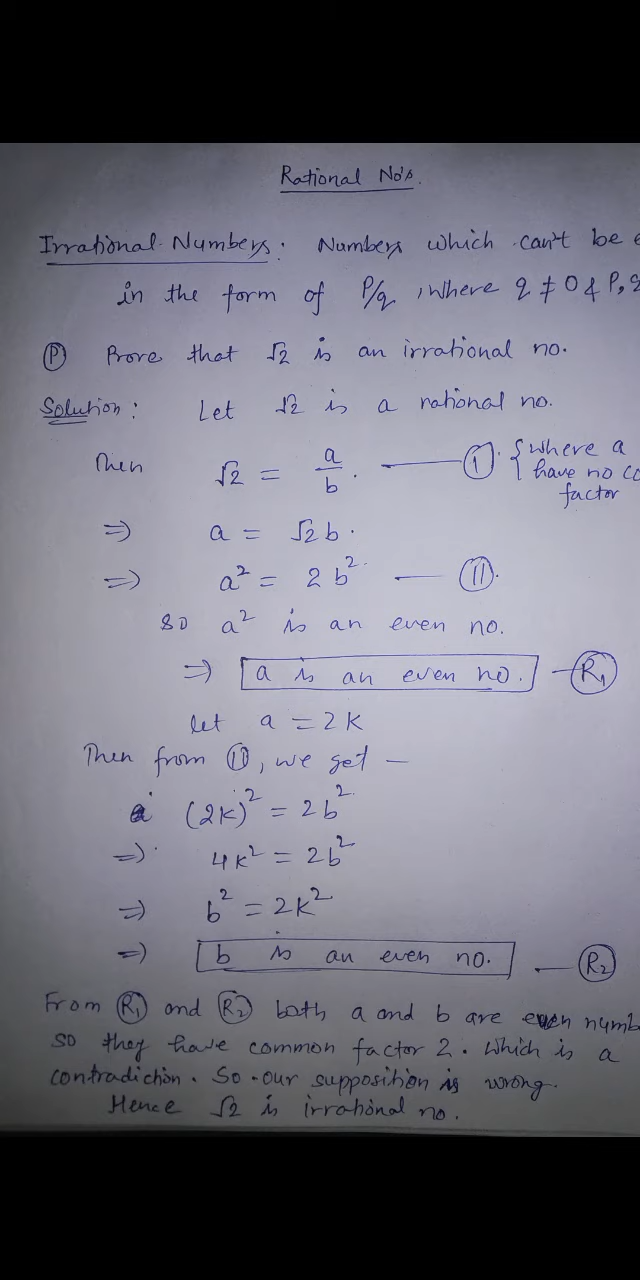 Rational No's.
Irrational Numbers: Numbers which can't be
in the form of P/q, where q ≠ 0 & P,
(P) Prove that √2 is an irrational no.
Solution: Let √2 is a rational no.
Then √2 = a/b. — (I) {where a
have no
factor
⇒) a = √2 b.
⇒) a² = 2b² — (II).
so a² is an even no.
⇒) a is an even no. — (R₁)
let a = 2K
Then from (II), we get —
(2K)² = 2b²
⇒) 4K² = 2b²
⇒) b² = 2K²
⇒) b is an even no. — (R₂)
From (R₁) and (R₂) both a and b are even numb
so they have common factor 2. Which is a
contradiction. So our supposition is wrong.
Hence √2 is irrational no.